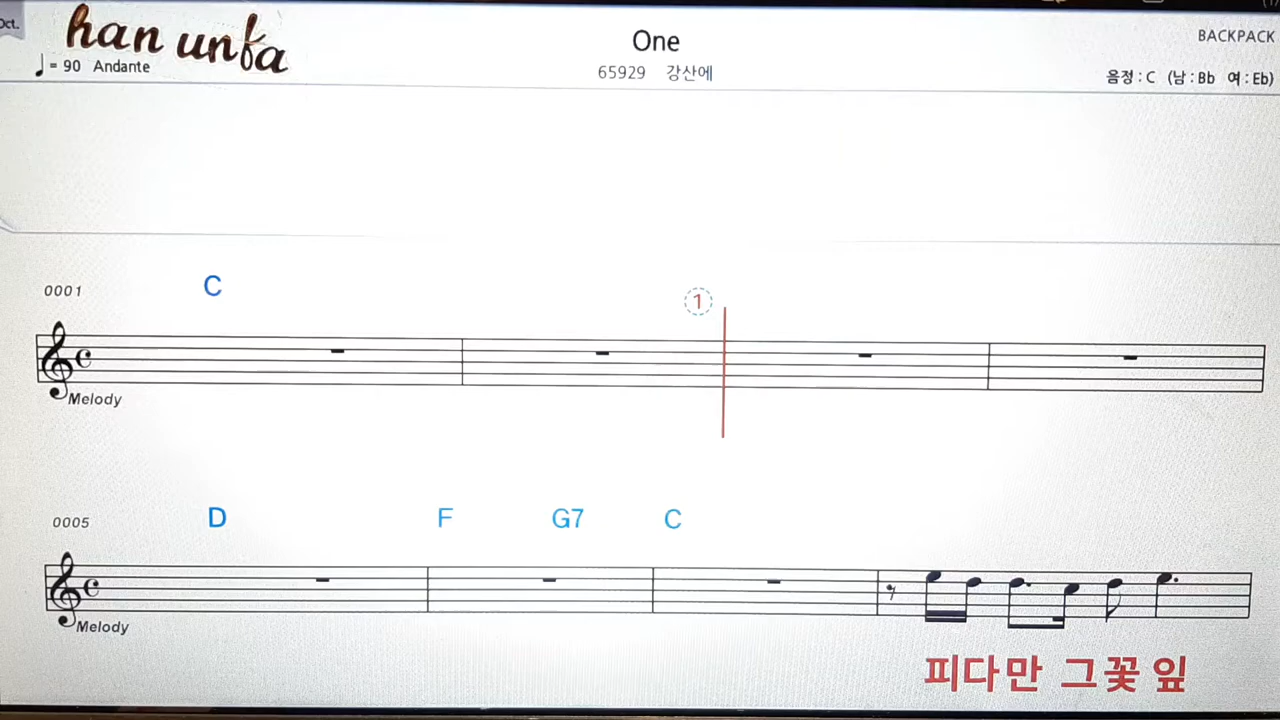 Oct.
han unfa
One
BACKPACK
♩ = 90 Andante
65929 강산에
음정 : C (남 : Bb 여 : Eb)
0001
C
1
Melody
0005
D F G7 C
Melody
피다만 그꽃 잎